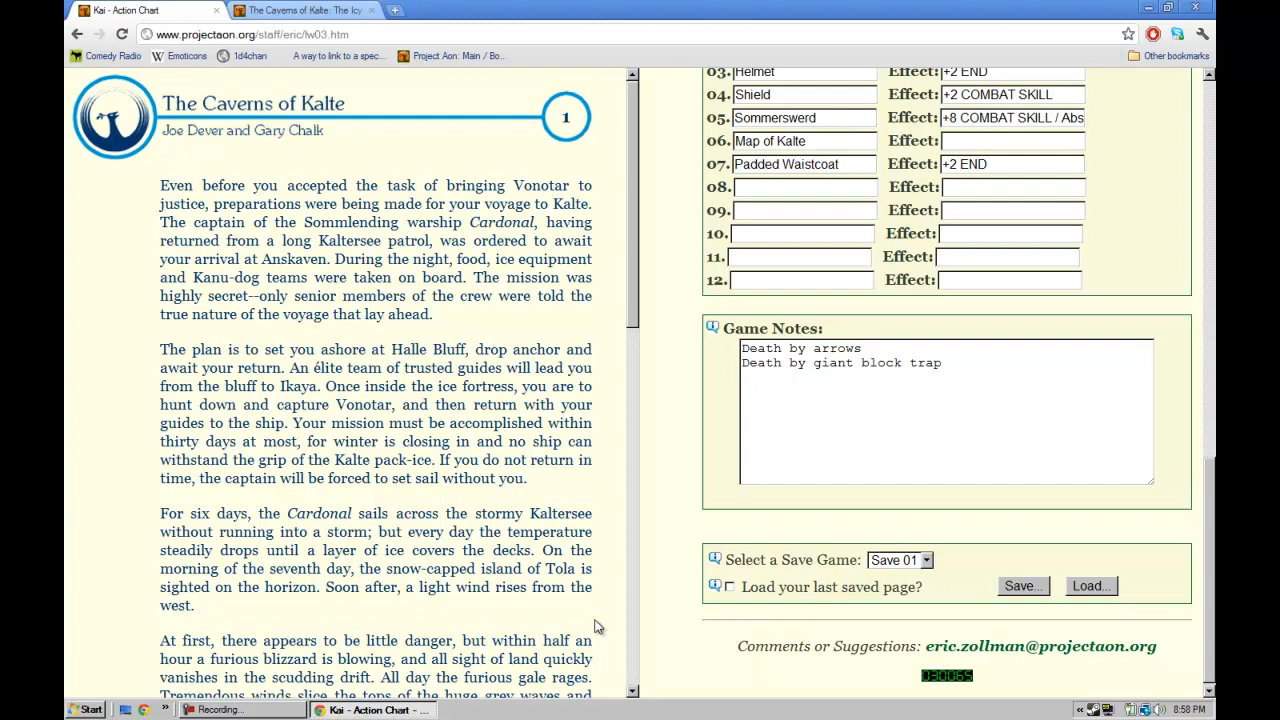 Kai - Action Chart
The Caverns of Kalte: The Icy
www.projectaon.org/staff/eric/lw03.htm
Comedy Radio
Emoticons
1d4chan
A way to link to a spec...
Project Aon: Main / Bo...
Other bookmarks
The Caverns of Kalte
Joe Dever and Gary Chalk
1
Even before you accepted the task of bringing Vonotar to
justice, preparations were being made for your voyage to Kalte.
The captain of the Sommlending warship Cardonal, having
returned from a long Kaltersee patrol, was ordered to await
your arrival at Anskaven. During the night, food, ice equipment
and Kanu-dog teams were taken on board. The mission was
highly secret--only senior members of the crew were told the
true nature of the voyage that lay ahead.
The plan is to set you ashore at Halle Bluff, drop anchor and
await your return. An élite team of trusted guides will lead you
from the bluff to Ikaya. Once inside the ice fortress, you are to
hunt down and capture Vonotar, and then return with your
guides to the ship. Your mission must be accomplished within
thirty days at most, for winter is closing in and no ship can
withstand the grip of the Kalte pack-ice. If you do not return in
time, the captain will be forced to set sail without you.
For six days, the Cardonal sails across the stormy Kaltersee
without running into a storm; but every day the temperature
steadily drops until a layer of ice covers the decks. On the
morning of the seventh day, the snow-capped island of Tola is
sighted on the horizon. Soon after, a light wind rises from the
west.
At first, there appears to be little danger, but within half an
hour a furious blizzard is blowing, and all sight of land quickly
vanishes in the scudding drift. All day the furious gale rages.
Tremendous winds slice the tops of the huge grey waves and
03. Helmet Effect: +2 END
04. Shield Effect: +2 COMBAT SKILL
05. Sommerswerd Effect: +8 COMBAT SKILL / Abs
06. Map of Kalte Effect:
07. Padded Waistcoat Effect: +2 END
08. Effect:
09. Effect:
10. Effect:
11. Effect:
12. Effect:
Game Notes:
Death by arrows
Death by giant block trap
Select a Save Game: Save 01
Load your last saved page? Save... Load...
Comments or Suggestions: eric.zollman@projectaon.org
030065
Start
Recording...
Kai - Action Chart - ...
8:58 PM